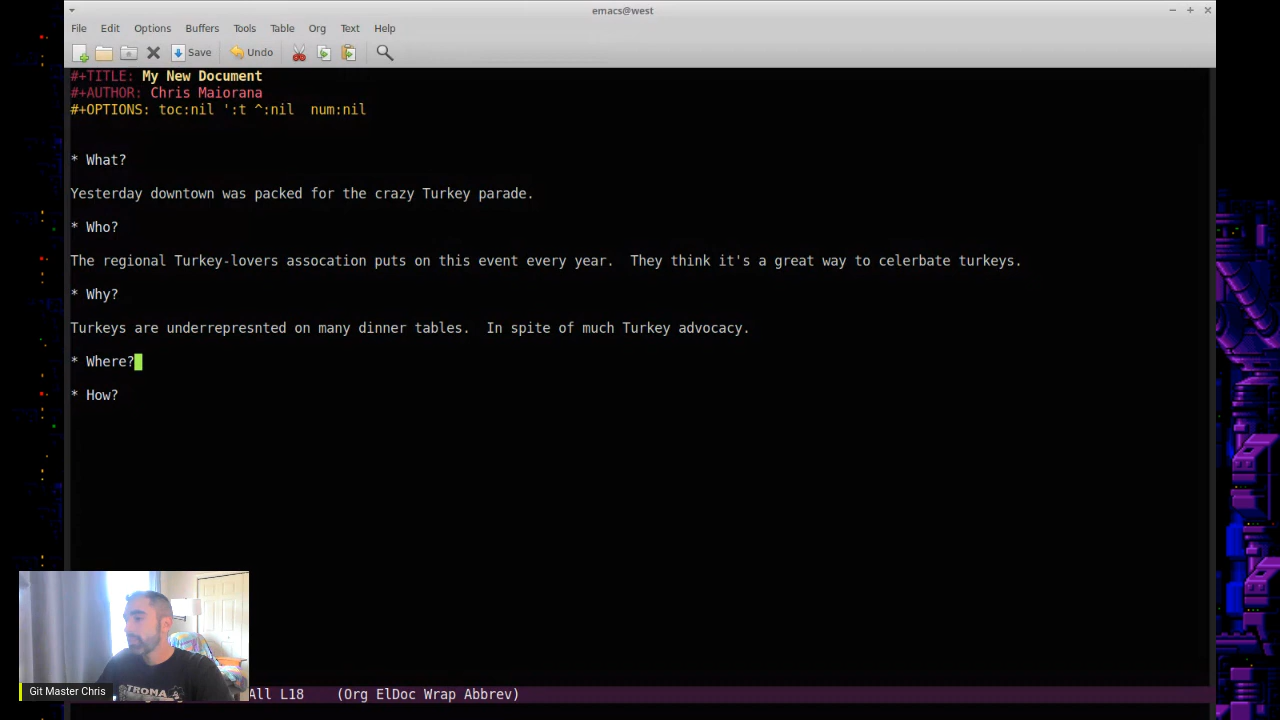 emacs@west
File Edit Options Buffers Tools Table Org Text Help
Save Undo
#+TITLE: My New Document
#+AUTHOR: Chris Maiorana
#+OPTIONS: toc:nil ':t ^:nil  num:nil
* What?
Yesterday downtown was packed for the crazy Turkey parade.
* Who?
The regional Turkey-lovers assocation puts on this event every year.  They think it's a great way to celerbate turkeys.
* Why?
Turkeys are underrepresnted on many dinner tables.  In spite of much Turkey advocacy.
* Where?
* How?
Git Master Chris
All L18    (Org ElDoc Wrap Abbrev)